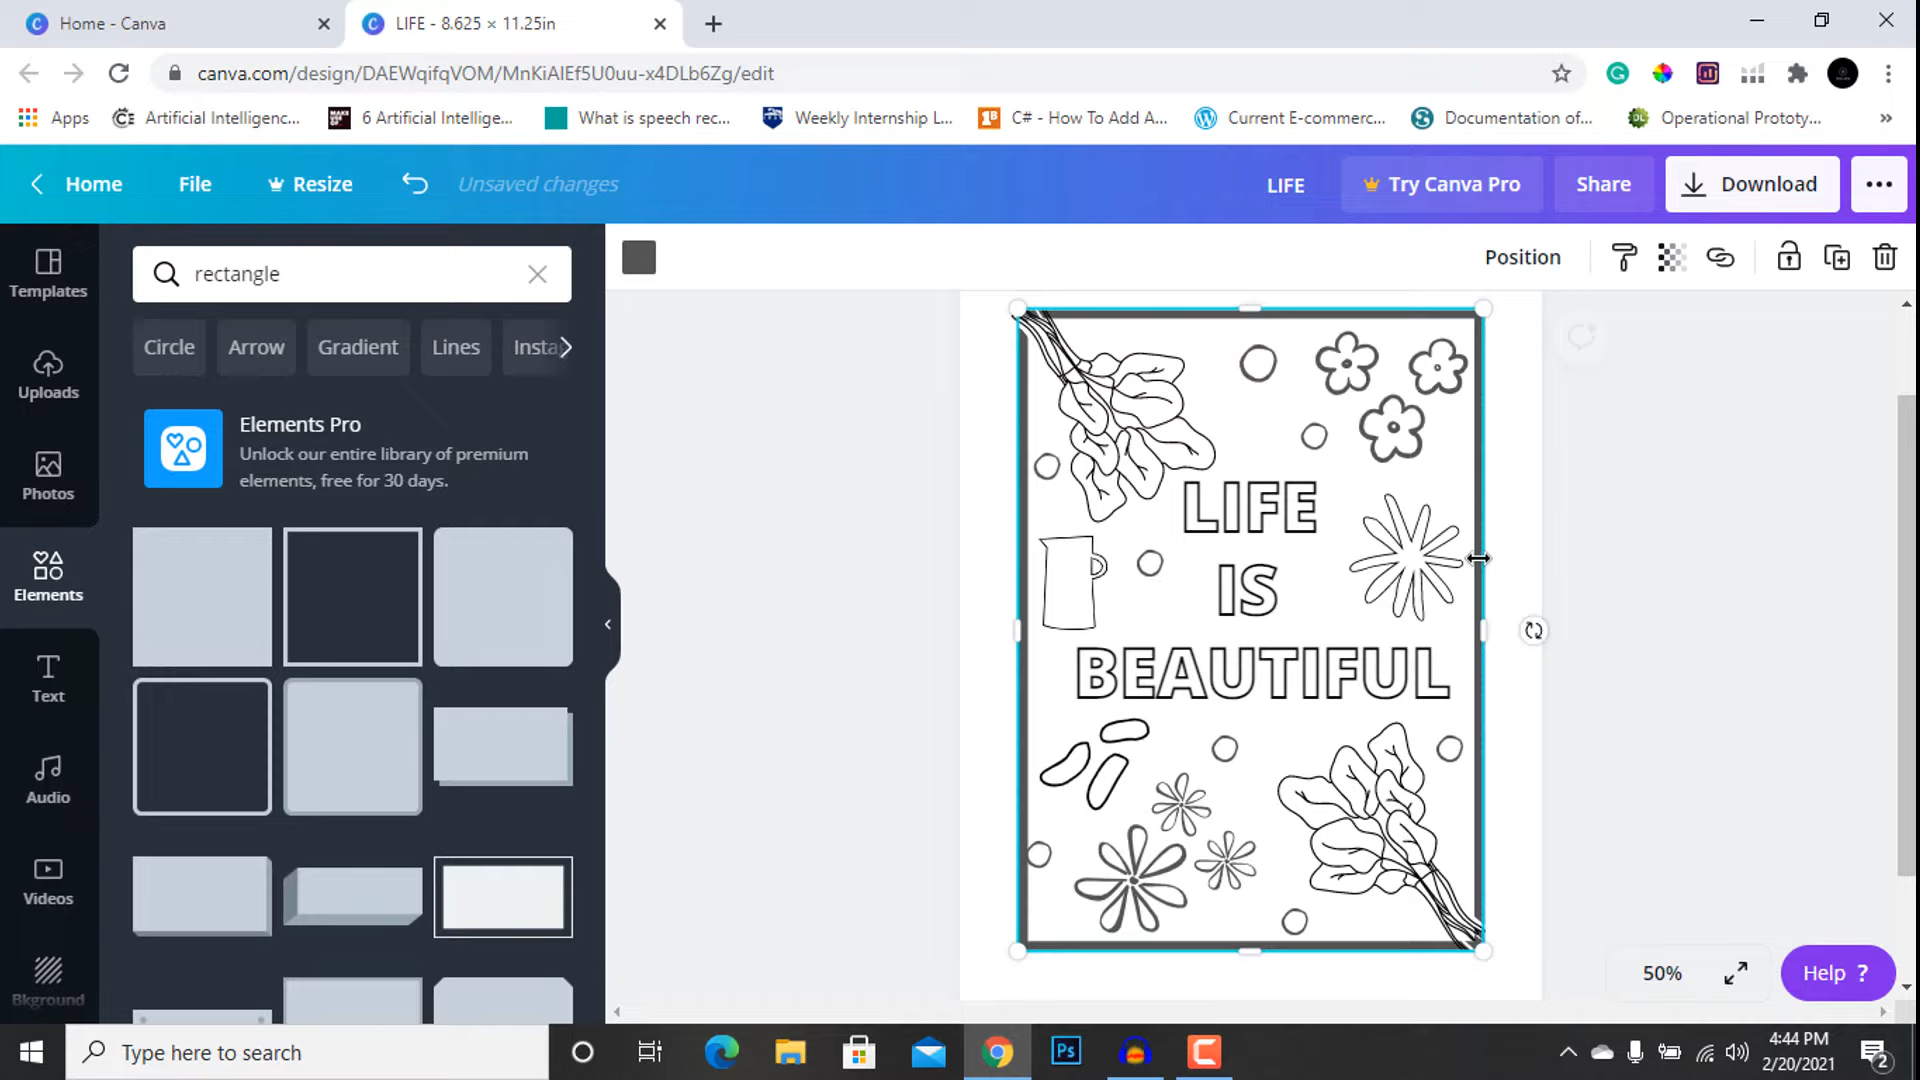 Home - Canva
LIFE - 8.625 × 11.25in
canva.com/design/DAEWqifqVOM/MnKiAlEf5U0uu-x4DLb6Zg/edit
Apps
Artificial Intelligenc...
6 Artificial Intellige...
What is speech rec...
Weekly Internship L...
C# - How To Add A...
Current E-commerc...
Documentation of...
Operational Prototy...
Home
File
Resize
Unsaved changes
LIFE
Try Canva Pro
Share
Download
Templates
Uploads
Photos
Elements
Text
Audio
Videos
Bkground
rectangle
Circle
Arrow
Gradient
Lines
Insta
Elements Pro
Unlock our entire library of premium
elements, free for 30 days.
Position
LIFE
IS
BEAUTIFUL
50%
Help ?
Type here to search
Ps
4:44 PM
2/20/2021
2